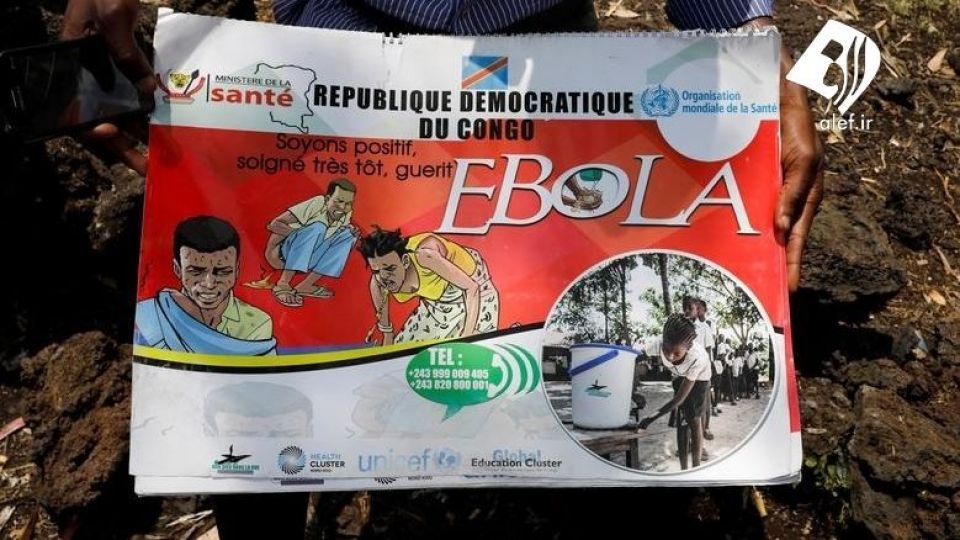 MINISTERE DE LA
santé
REPUBLIQUE DEMOCRATIQUE
DU CONGO
Organisation
mondiale de la Santé
alef.ir
Soyons positif,
soigné très tôt, guerit
EBOLA
TEL :
+243 999 009 405
+243 820 800 001
HEALTH
CLUSTER
unicef
Global
Education Cluster